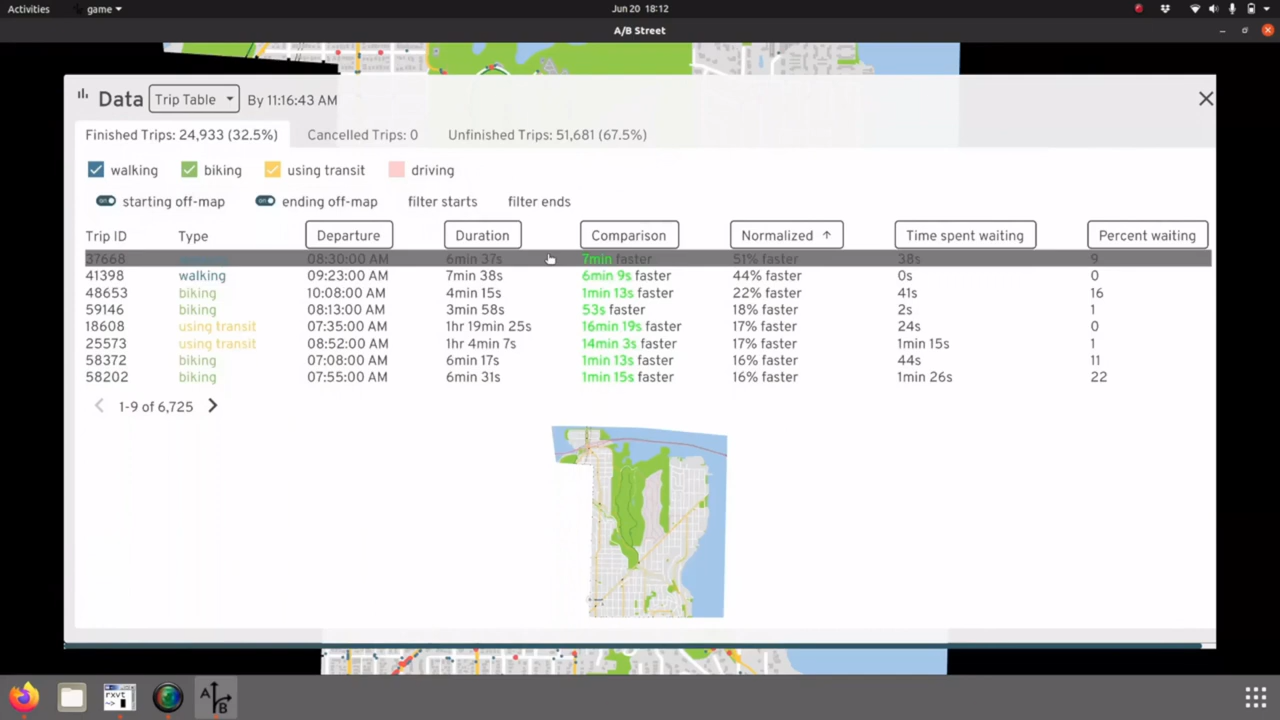 Activities game Jun 20 18:12
A/B Street
Data Trip Table By 11:16:43 AM
Finished Trips: 24,933 (32.5%) Cancelled Trips: 0 Unfinished Trips: 51,681 (67.5%)
walking biking using transit driving
on starting off-map on ending off-map filter starts filter ends
Trip ID Type Departure Duration Comparison Normalized ↑ Time spent waiting Percent waiting
37668 08:30:00 AM 6min 37s 7min faster 51% faster 38s 9
41398 walking 09:23:00 AM 7min 38s 6min 9s faster 44% faster 0s 0
48653 biking 10:08:00 AM 4min 15s 1min 13s faster 22% faster 41s 16
59146 biking 08:13:00 AM 3min 58s 53s faster 18% faster 2s 1
18608 using transit 07:35:00 AM 1hr 19min 25s 16min 19s faster 17% faster 24s 0
25573 using transit 08:52:00 AM 1hr 4min 7s 14min 3s faster 17% faster 1min 15s 1
58372 biking 07:08:00 AM 6min 17s 1min 13s faster 16% faster 44s 11
58202 biking 07:55:00 AM 6min 31s 1min 15s faster 16% faster 1min 26s 22
1-9 of 6,725
rxvt
A B